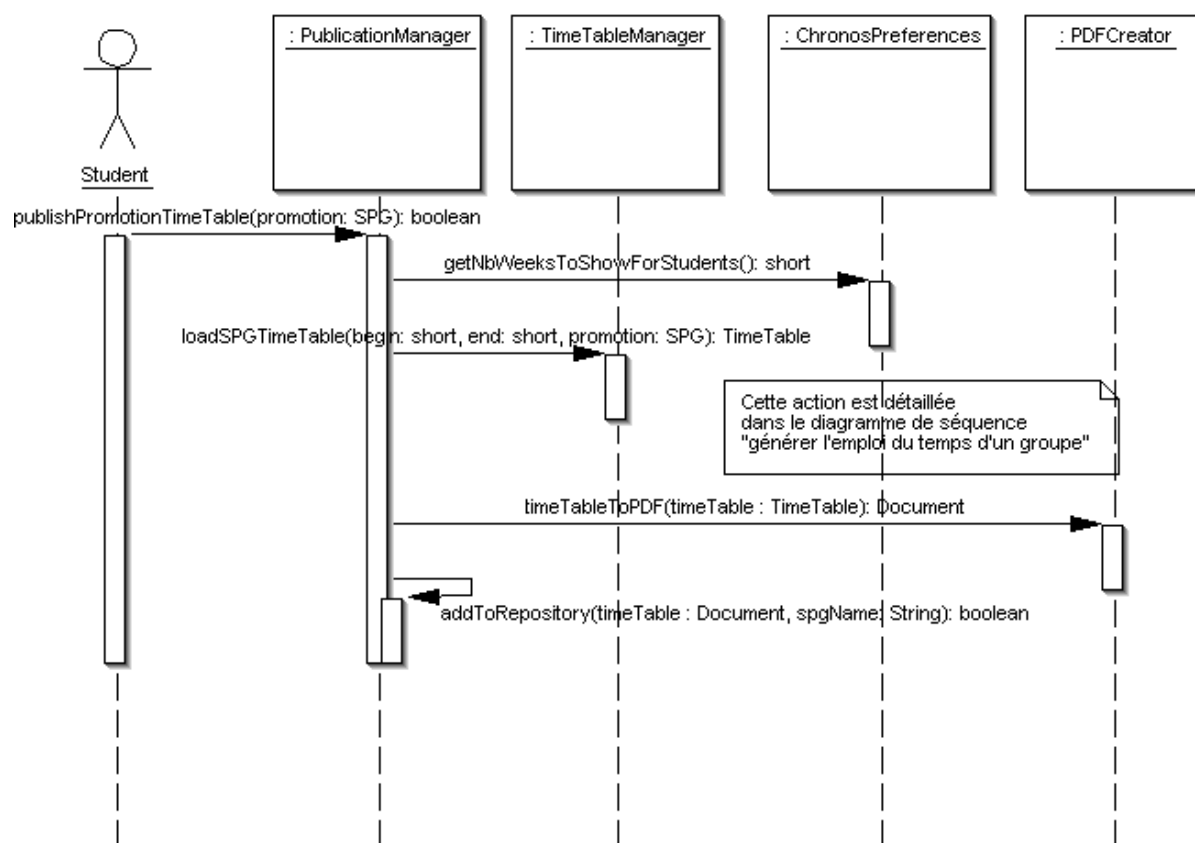 : PublicationManager
: TimeTableManager
: ChronosPreferences
: PDFCreator
Student
publishPromotionTimeTable(promotion: SPG): boolean
getNbWeeksToShowForStudents(): short
loadSPGTimeTable(begin: short, end: short, promotion: SPG): TimeTable
Cette action est détaillée
dans le diagramme de séquence
"générer l'emploi du temps d'un groupe"
timeTableToPDF(timeTable : TimeTable): Document
addToRepository(timeTable : Document, spgName: String): boolean